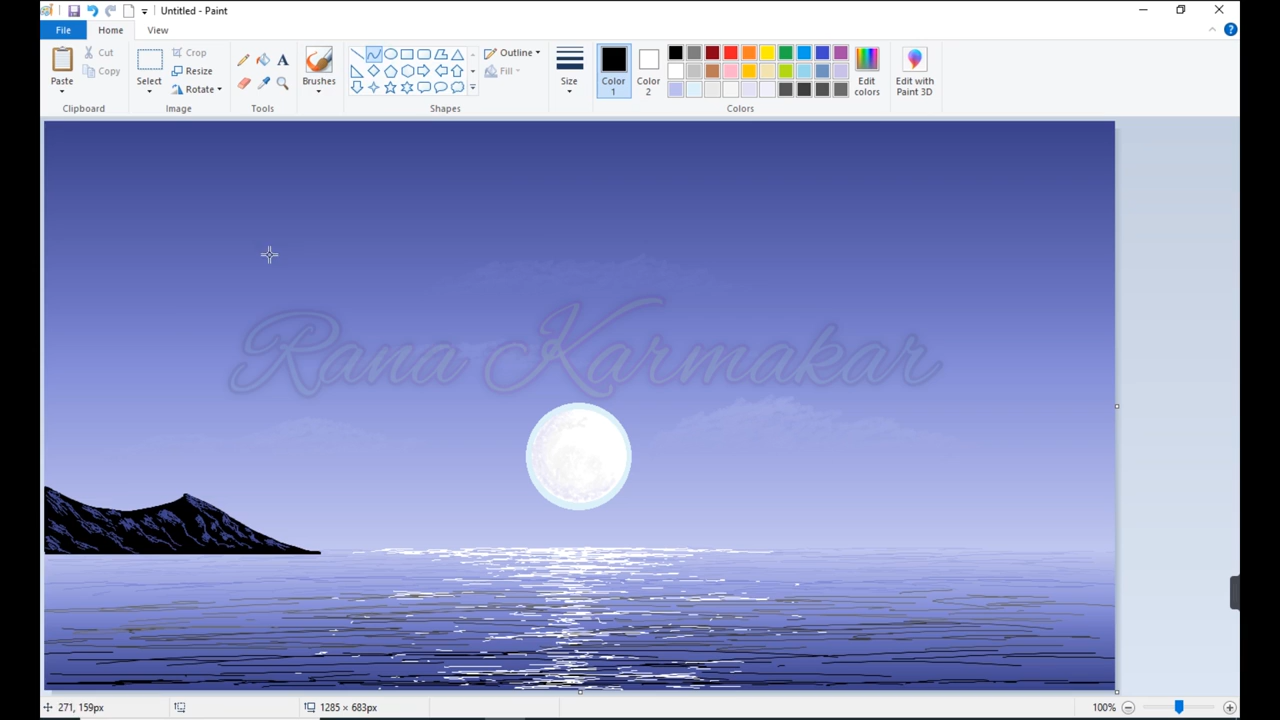 Untitled - Paint
File
Home
View
Paste
Cut
Copy
Clipboard
Select
Crop
Resize
Rotate
Image
Tools
Brushes
Shapes
Outline
Fill
Size
Color 1
Color 2
Edit colors
Colors
Edit with Paint 3D
Rana Karmakar
271, 159px
1285 × 683px
100%